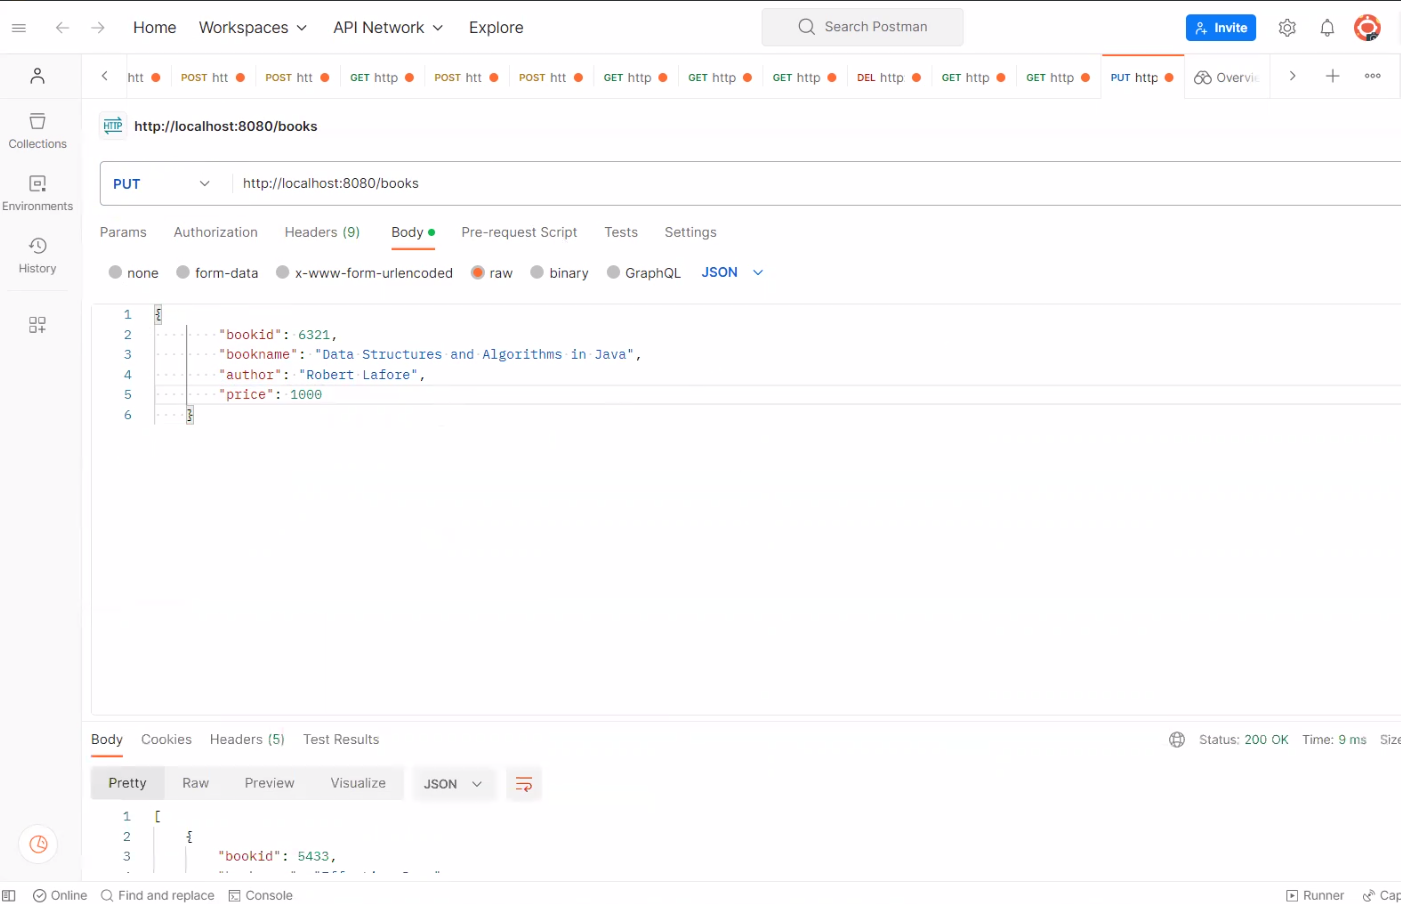 Home Workspaces API Network Explore Search Postman Invite
htt POST htt POST htt GET http POST htt POST htt GET http GET http GET http DEL http GET http GET http PUT http Overvie
HTTP http://localhost:8080/books
Collections
PUT http://localhost:8080/books
Environments
Params Authorization Headers (9) Body Pre-request Script Tests Settings
History
none form-data x-www-form-urlencoded raw binary GraphQL JSON
1 {
2 "bookid": 6321,
3 "bookname": "Data Structures and Algorithms in Java",
4 "author": "Robert Lafore",
5 "price": 1000
6 }
Body Cookies Headers (5) Test Results Status: 200 OK Time: 9 ms Size
Pretty Raw Preview Visualize JSON
1 [
2 {
3 "bookid": 5433,
Online Find and replace Console Runner Cap